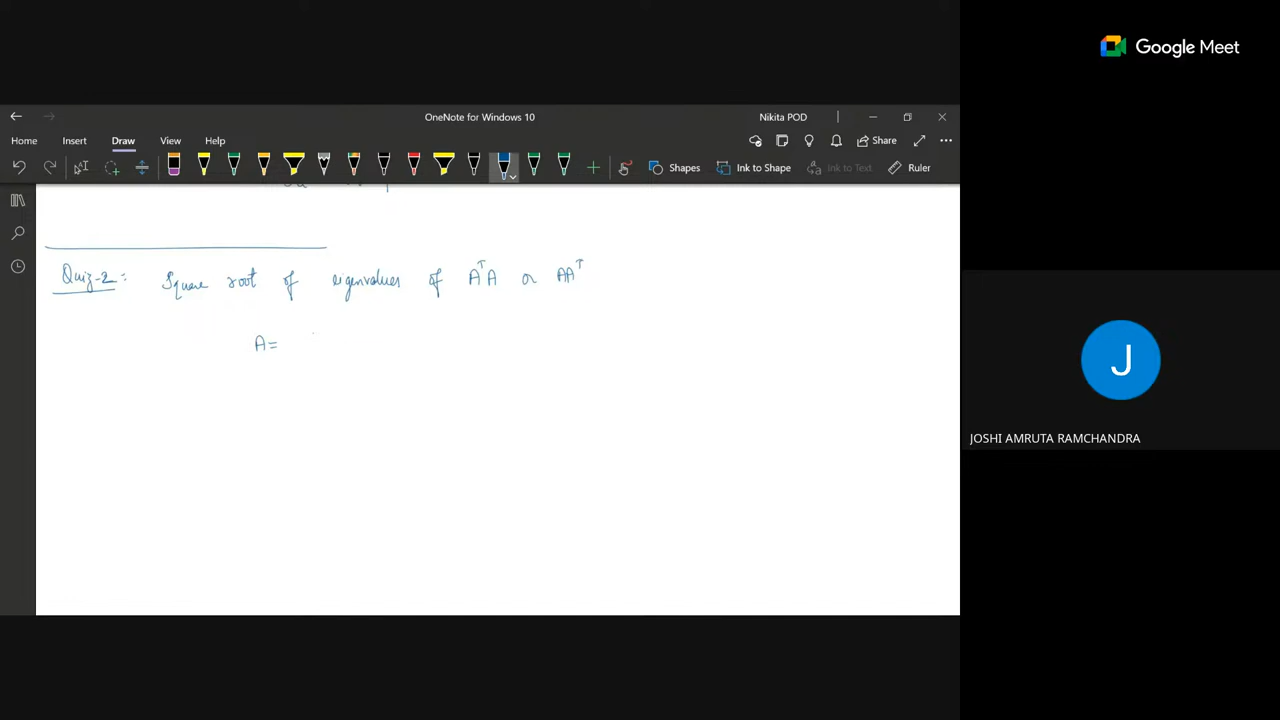 Google Meet
OneNote for Windows 10
Nikita POD
Home Insert Draw View Help
Share
Shapes
Ink to Shape
Ink to Text
Ruler
Quiz-2: Square root of eigenvalues of AᵀA or AAᵀ
A=
J
JOSHI AMRUTA RAMCHANDRA